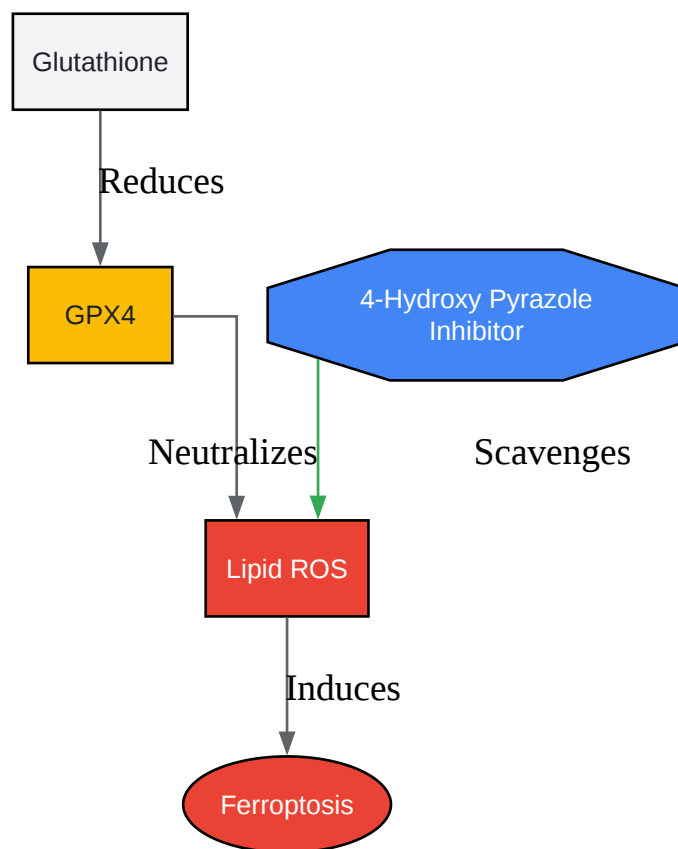 Glutathione
Reduces
GPX4
4-Hydroxy Pyrazole
Inhibitor
Neutralizes
Scavenges
Lipid ROS
Induces
Ferroptosis